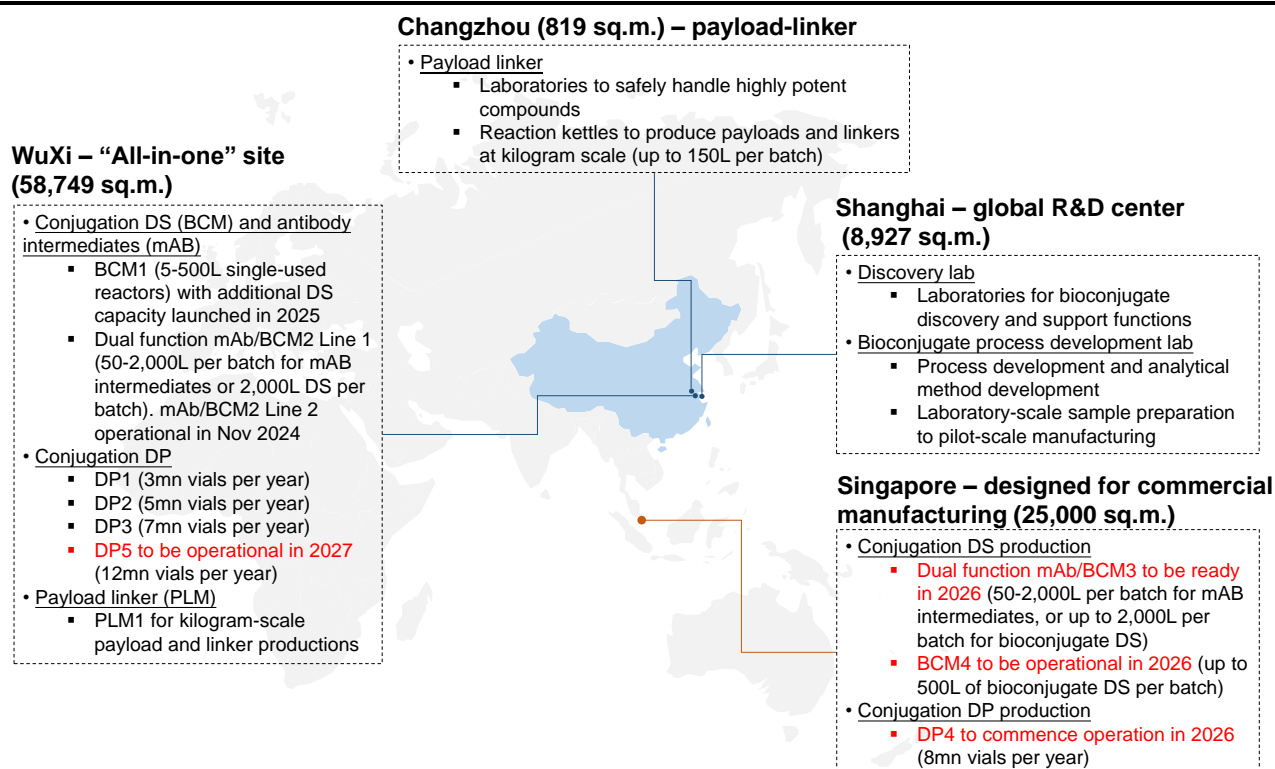 Changzhou (819 sq.m.) – payload-linker
• Payload linker
▪ Laboratories to safely handle highly potent
compounds
▪ Reaction kettles to produce payloads and linkers
at kilogram scale (up to 150L per batch)
WuXi – “All-in-one” site
(58,749 sq.m.)
• Conjugation DS (BCM) and antibody
intermediates (mAB)
▪ BCM1 (5-500L single-used
reactors) with additional DS
capacity launched in 2025
▪ Dual function mAb/BCM2 Line 1
(50-2,000L per batch for mAB
intermediates or 2,000L DS per
batch). mAb/BCM2 Line 2
operational in Nov 2024
• Conjugation DP
▪ DP1 (3mn vials per year)
▪ DP2 (5mn vials per year)
▪ DP3 (7mn vials per year)
▪ DP5 to be operational in 2027
(12mn vials per year)
• Payload linker (PLM)
▪ PLM1 for kilogram-scale
payload and linker productions
Shanghai – global R&D center
(8,927 sq.m.)
• Discovery lab
▪ Laboratories for bioconjugate
discovery and support functions
• Bioconjugate process development lab
▪ Process development and analytical
method development
▪ Laboratory-scale sample preparation
to pilot-scale manufacturing
Singapore – designed for commercial
manufacturing (25,000 sq.m.)
• Conjugation DS production
▪ Dual function mAb/BCM3 to be ready
in 2026 (50-2,000L per batch for mAB
intermediates, or up to 2,000L per
batch for bioconjugate DS)
▪ BCM4 to be operational in 2026 (up to
500L of bioconjugate DS per batch)
• Conjugation DP production
▪ DP4 to commence operation in 2026
(8mn vials per year)